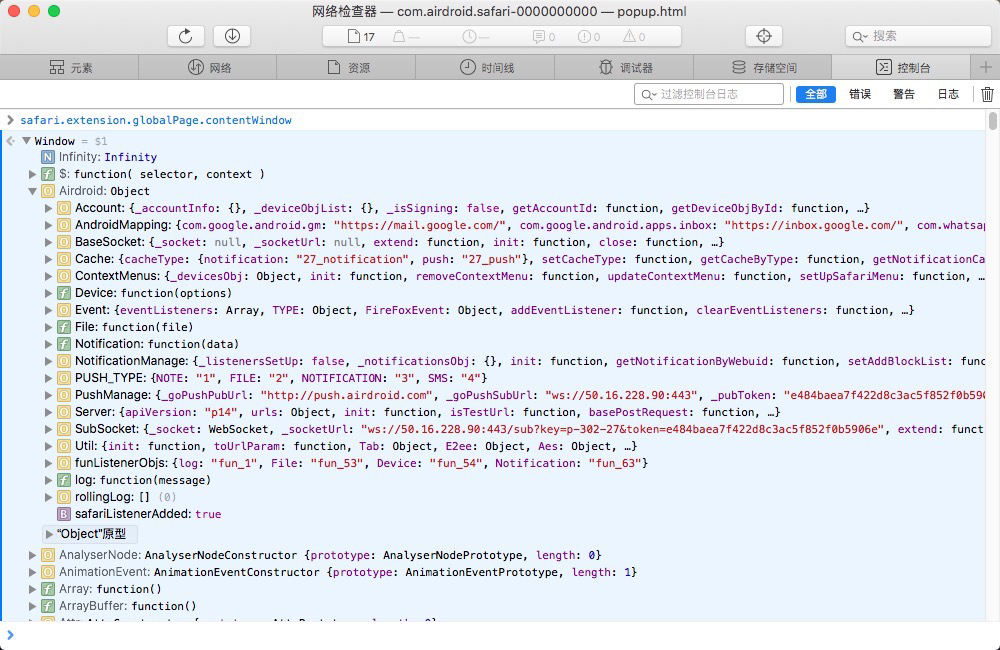 网络检查器 — com.airdroid.safari-0000000000 — popup.html
17 — — 0 0 0 搜索
元素 网络 资源 时间线 调试器 存储空间 控制台
过滤控制台日志 全部 错误 警告 日志
safari.extension.globalPage.contentWindow
Window = $1
N Infinity: Infinity
f $: function( selector, context )
O Airdroid: Object
O Account: {_accountInfo: {}, _deviceObjList: {}, _isSigning: false, getAccountId: function, getDeviceObjById: function, …}
O AndroidMapping: {com.google.android.gm: "https://mail.google.com/", com.google.android.apps.inbox: "https://inbox.google.com/", com.whatsap
O BaseSocket: {_socket: null, _socketUrl: null, extend: function, init: function, close: function, …}
O Cache: {cacheType: {notification: "27_notification", push: "27_push"}, setCacheType: function, getCacheByType: function, getNotificationCa
O ContextMenus: {_devicesObj: Object, init: function, removeContextMenu: function, updateContextMenu: function, setUpSafariMenu: function, …
f Device: function(options)
O Event: {eventListeners: Array, TYPE: Object, FireFoxEvent: Object, addEventListener: function, clearEventListeners: function, …}
f File: function(file)
f Notification: function(data)
O NotificationManage: {_listenersSetUp: false, _notificationsObj: {}, init: function, getNotificationByWebuid: function, setAddBlockList: func
O PUSH_TYPE: {NOTE: "1", FILE: "2", NOTIFICATION: "3", SMS: "4"}
O PushManage: {_goPushPubUrl: "http://push.airdroid.com", _goPushSubUrl: "ws://50.16.228.90:443", _pubToken: "e484baea7f422d8c3ac5f852f0b590
O Server: {apiVersion: "p14", urls: Object, init: function, isTestUrl: function, basePostRequest: function, …}
O SubSocket: {_socket: WebSocket, _socketUrl: "ws://50.16.228.90:443/sub?key=p-302-27&token=e484baea7f422d8c3ac5f852f0b5906e", extend: funct
O Util: {init: function, toUrlParam: function, Tab: Object, E2ee: Object, Aes: Object, …}
O funListenerObjs: {log: "fun_1", File: "fun_53", Device: "fun_54", Notification: "fun_63"}
f log: function(message)
O rollingLog: [] (0)
B safariListenerAdded: true
“Object”原型
O AnalyserNode: AnalyserNodeConstructor {prototype: AnalyserNodePrototype, length: 0}
O AnimationEvent: AnimationEventConstructor {prototype: AnimationEventPrototype, length: 1}
f Array: function()
f ArrayBuffer: function()